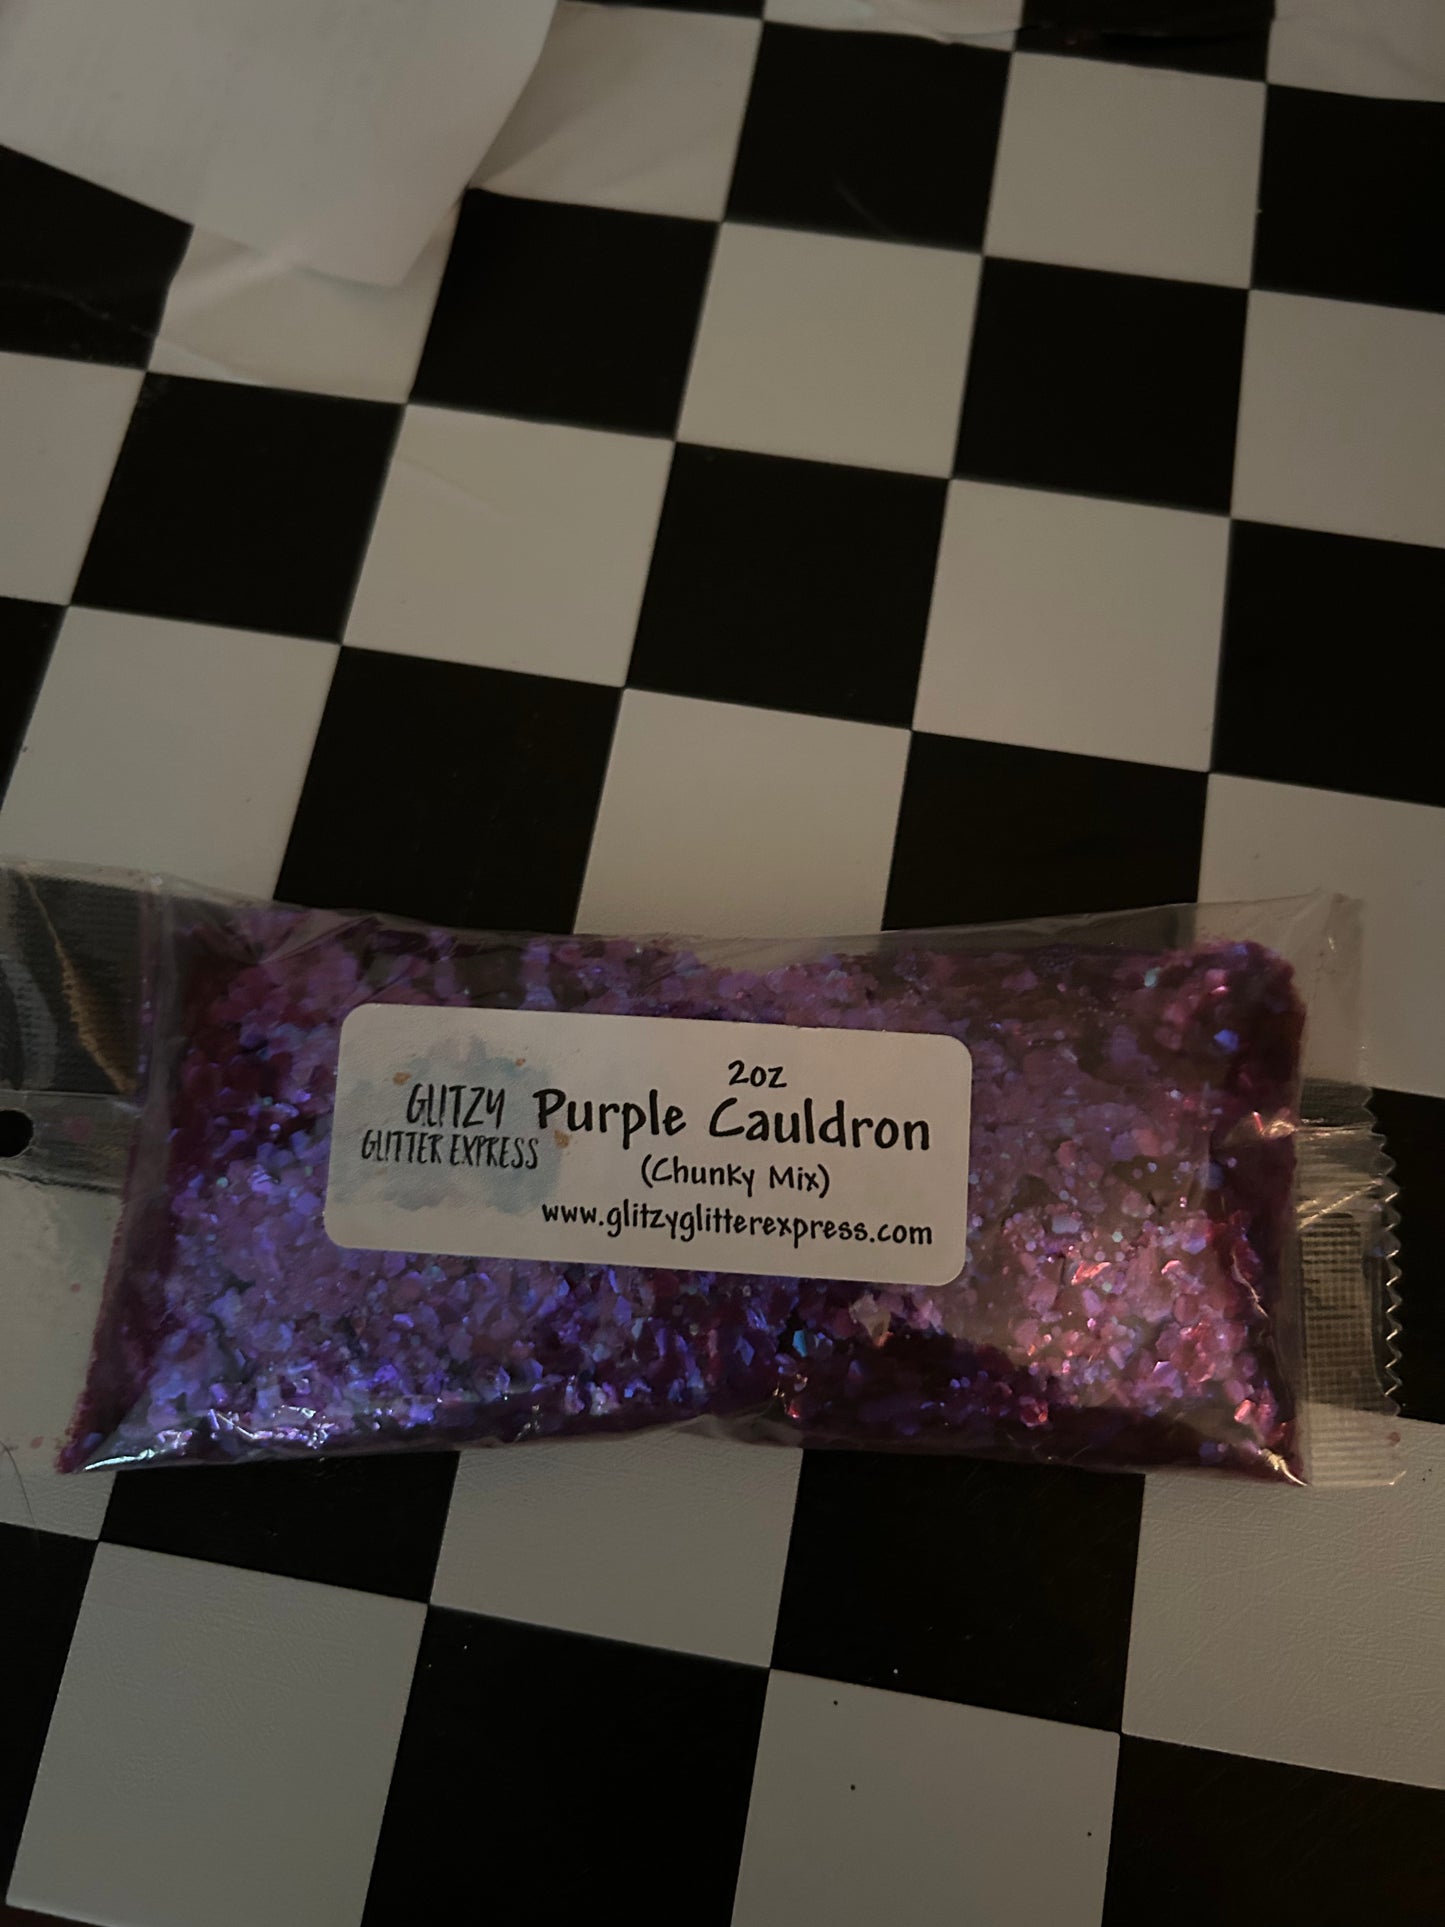 GLITZY
GLITTER EXPRESS
2oz
Purple Cauldron
(Chunky Mix)
www.glitzyglitterexpress.com